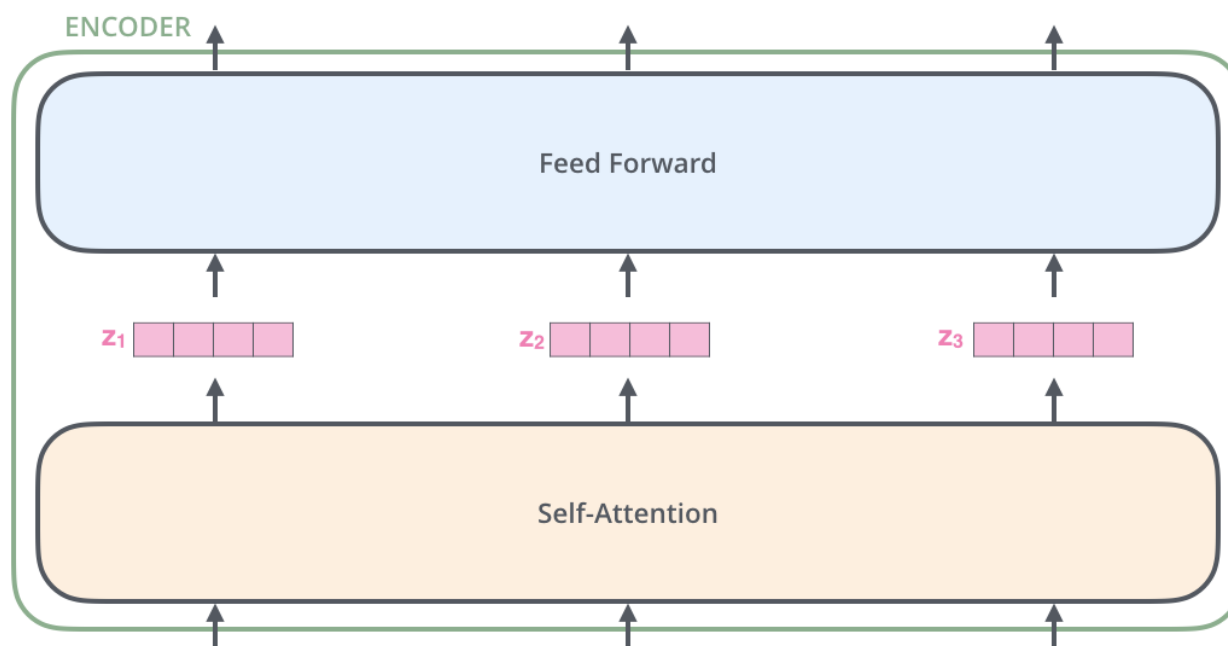 ENCODER
Feed Forward
z₁ z₂ z₃
Self-Attention